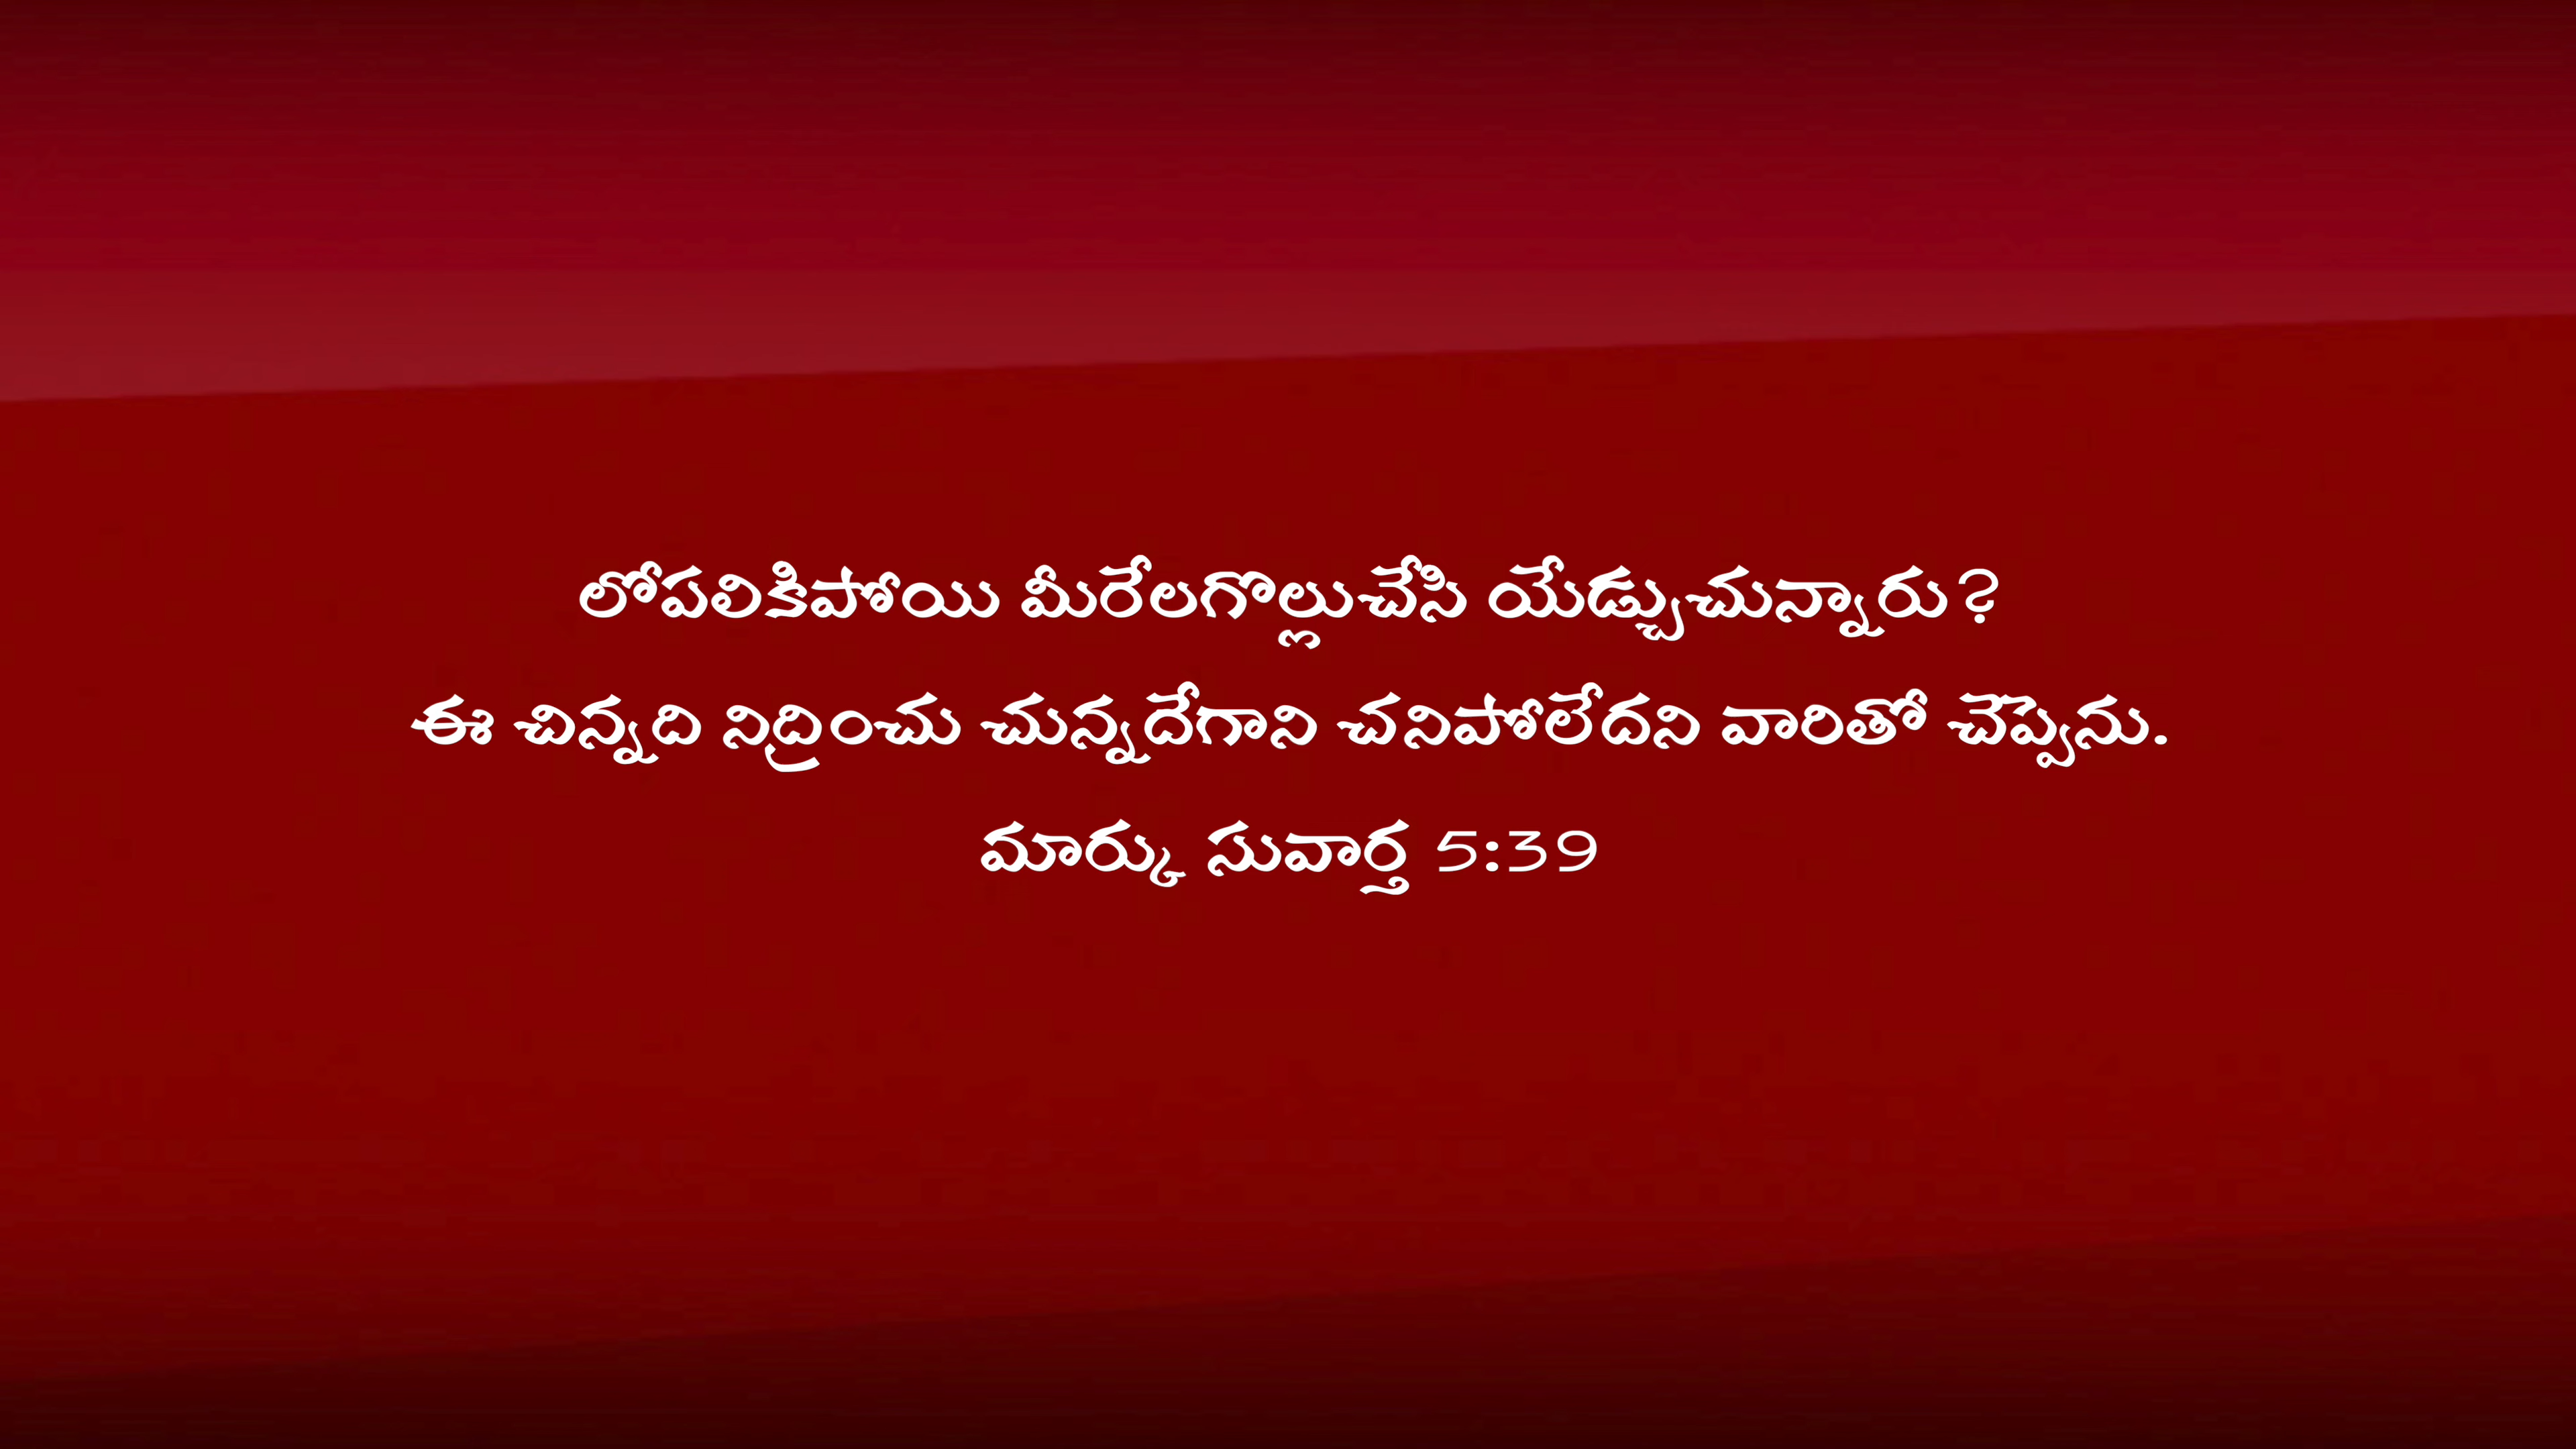 లోపలికిపోయి మీరేలగొల్లుచేసి యేడ్చుచున్నారు?
ఈ చిన్నది నిద్రించు చున్నదేగాని చనిపోలేదని వారితో చెప్పెను.
మార్కు సువార్త 5:39